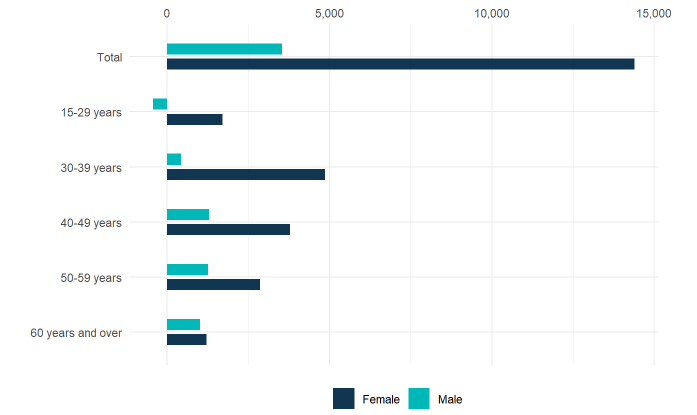 0 5,000 10,000 15,000
Total
15-29 years
30-39 years
40-49 years
50-59 years
60 years and over
Female Male